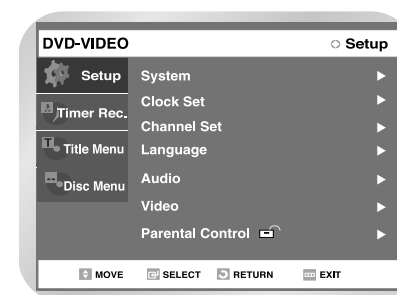 DVD-VIDEO Setup
Setup
Timer Rec.
Title Menu
Disc Menu
System
Clock Set
Channel Set
Language
Audio
Video
Parental Control
MOVE SELECT RETURN EXIT